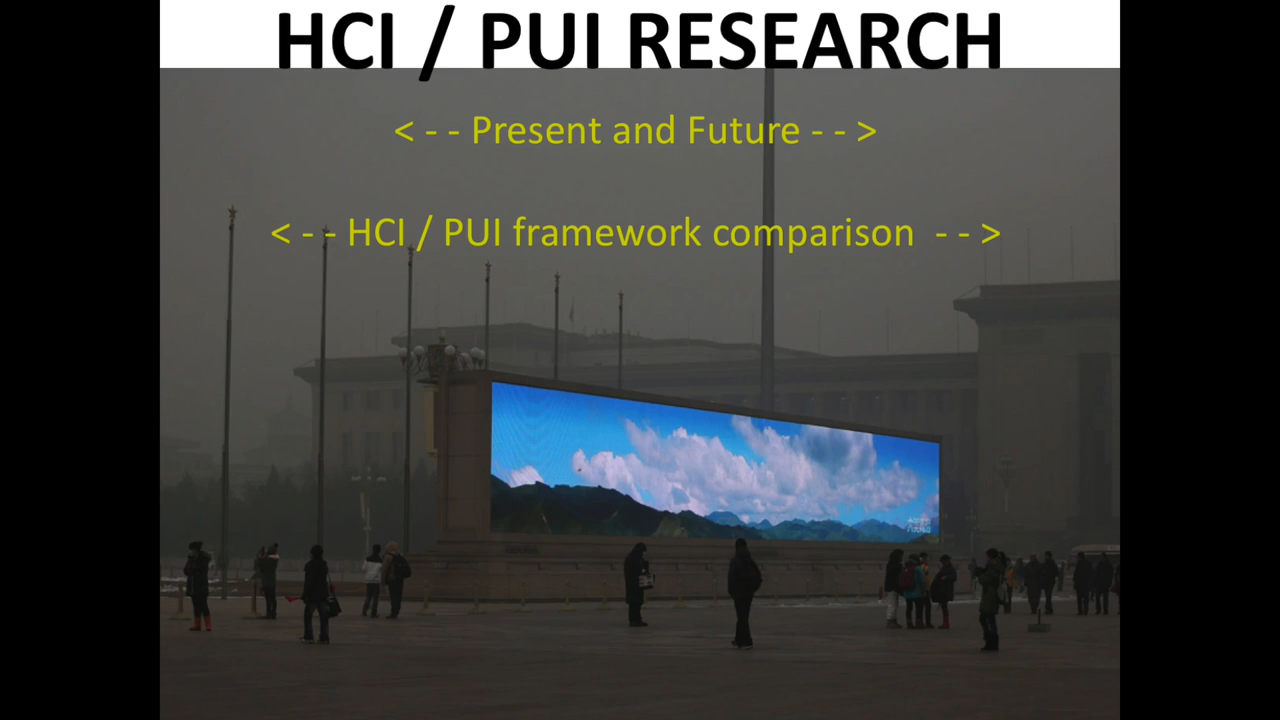 HCI / PUI RESEARCH
< - - Present and Future - - >
< - - HCI / PUI framework comparison - - >